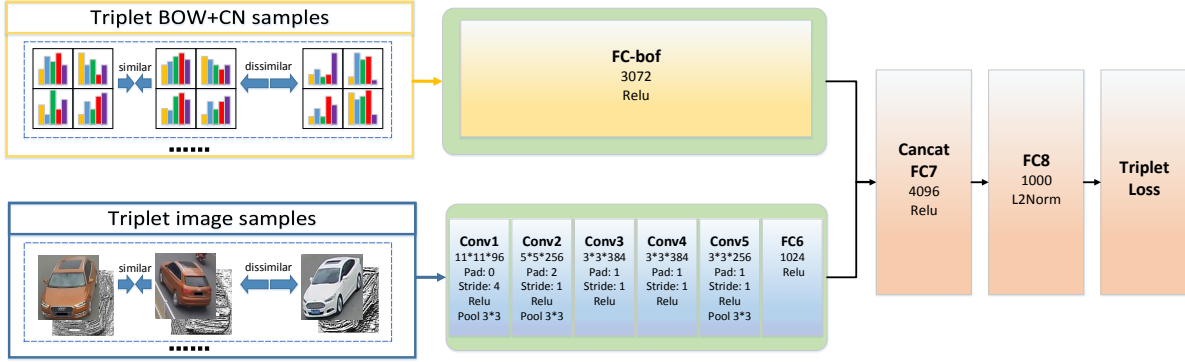 Triplet BOW+CN samples
similar
dissimilar
......
FC-bof
3072
Relu
Triplet image samples
similar
dissimilar
......
Conv1
11*11*96
Pad: 0
Stride: 4
Relu
Pool 3*3
Conv2
5*5*256
Pad: 2
Stride: 1
Relu
Pool 3*3
Conv3
3*3*384
Pad: 1
Stride: 1
Relu
Conv4
3*3*384
Pad: 1
Stride: 1
Relu
Conv5
3*3*256
Pad: 1
Stride: 1
Relu
Pool 3*3
FC6
1024
Relu
Cancat
FC7
4096
Relu
FC8
1000
L2Norm
Triplet
Loss